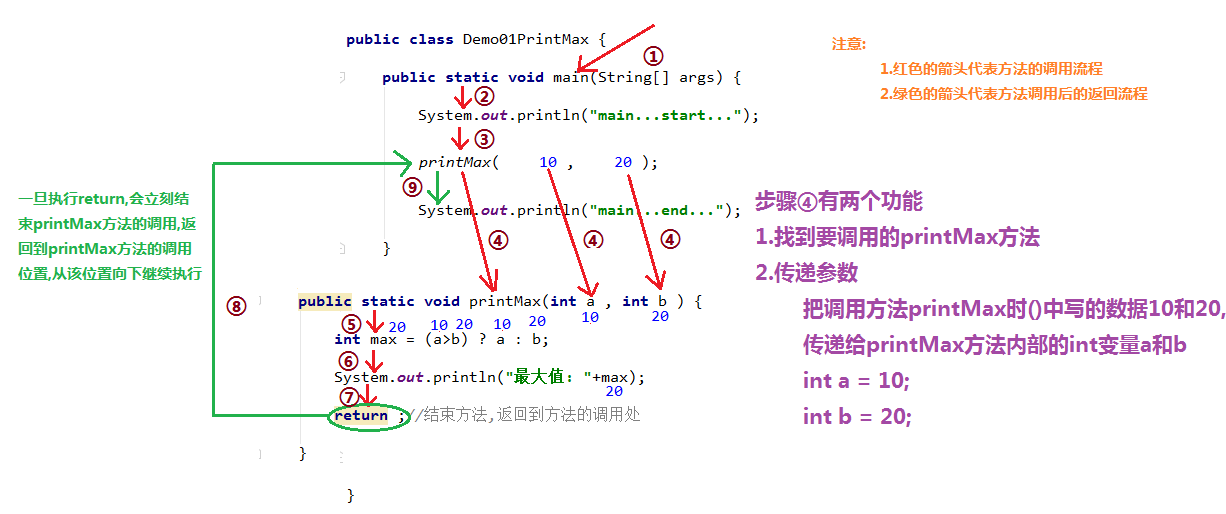 public class Demo01PrintMax {
①
注意:
1.红色的箭头代表方法的调用流程
2.绿色的箭头代表方法调用后的返回流程
public static void main(String[] args) {
②
System.out.println("main...start...");
③
printMax( 10 , 20 );
⑨
System.out.println("main...end...");
④ ④ ④
}
一旦执行return,会立刻结
束printMax方法的调用,返
回到printMax方法的调用
位置,从该位置向下继续执行
⑧
步骤④有两个功能
1.找到要调用的printMax方法
2.传递参数
把调用方法printMax时()中写的数据10和20,
传递给printMax方法内部的int变量a和b
int a = 10;
int b = 20;
public static void printMax(int a , int b ) {
10 20
⑤ 20 10 20 10 20
int max = (a>b) ? a : b;
⑥
System.out.println("最大值："+max);
⑦ 20
return ;//结束方法,返回到方法的调用处
}
}